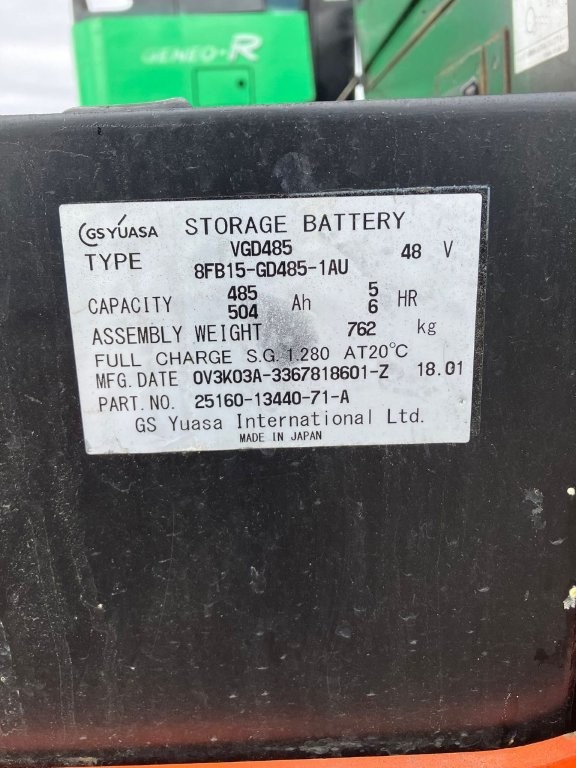 GENEO-R
GS YUASA STORAGE BATTERY
TYPE VGD485 48 V
8FB15-GD485-1AU
CAPACITY 485 Ah 5 HR
504 6
ASSEMBLY WEIGHT 762 kg
FULL CHARGE S.G. 1.280 AT20°C
MFG. DATE 0V3K03A-3367818601-Z 18.01
PART. NO. 25160-13440-71-A
GS Yuasa International Ltd.
MADE IN JAPAN